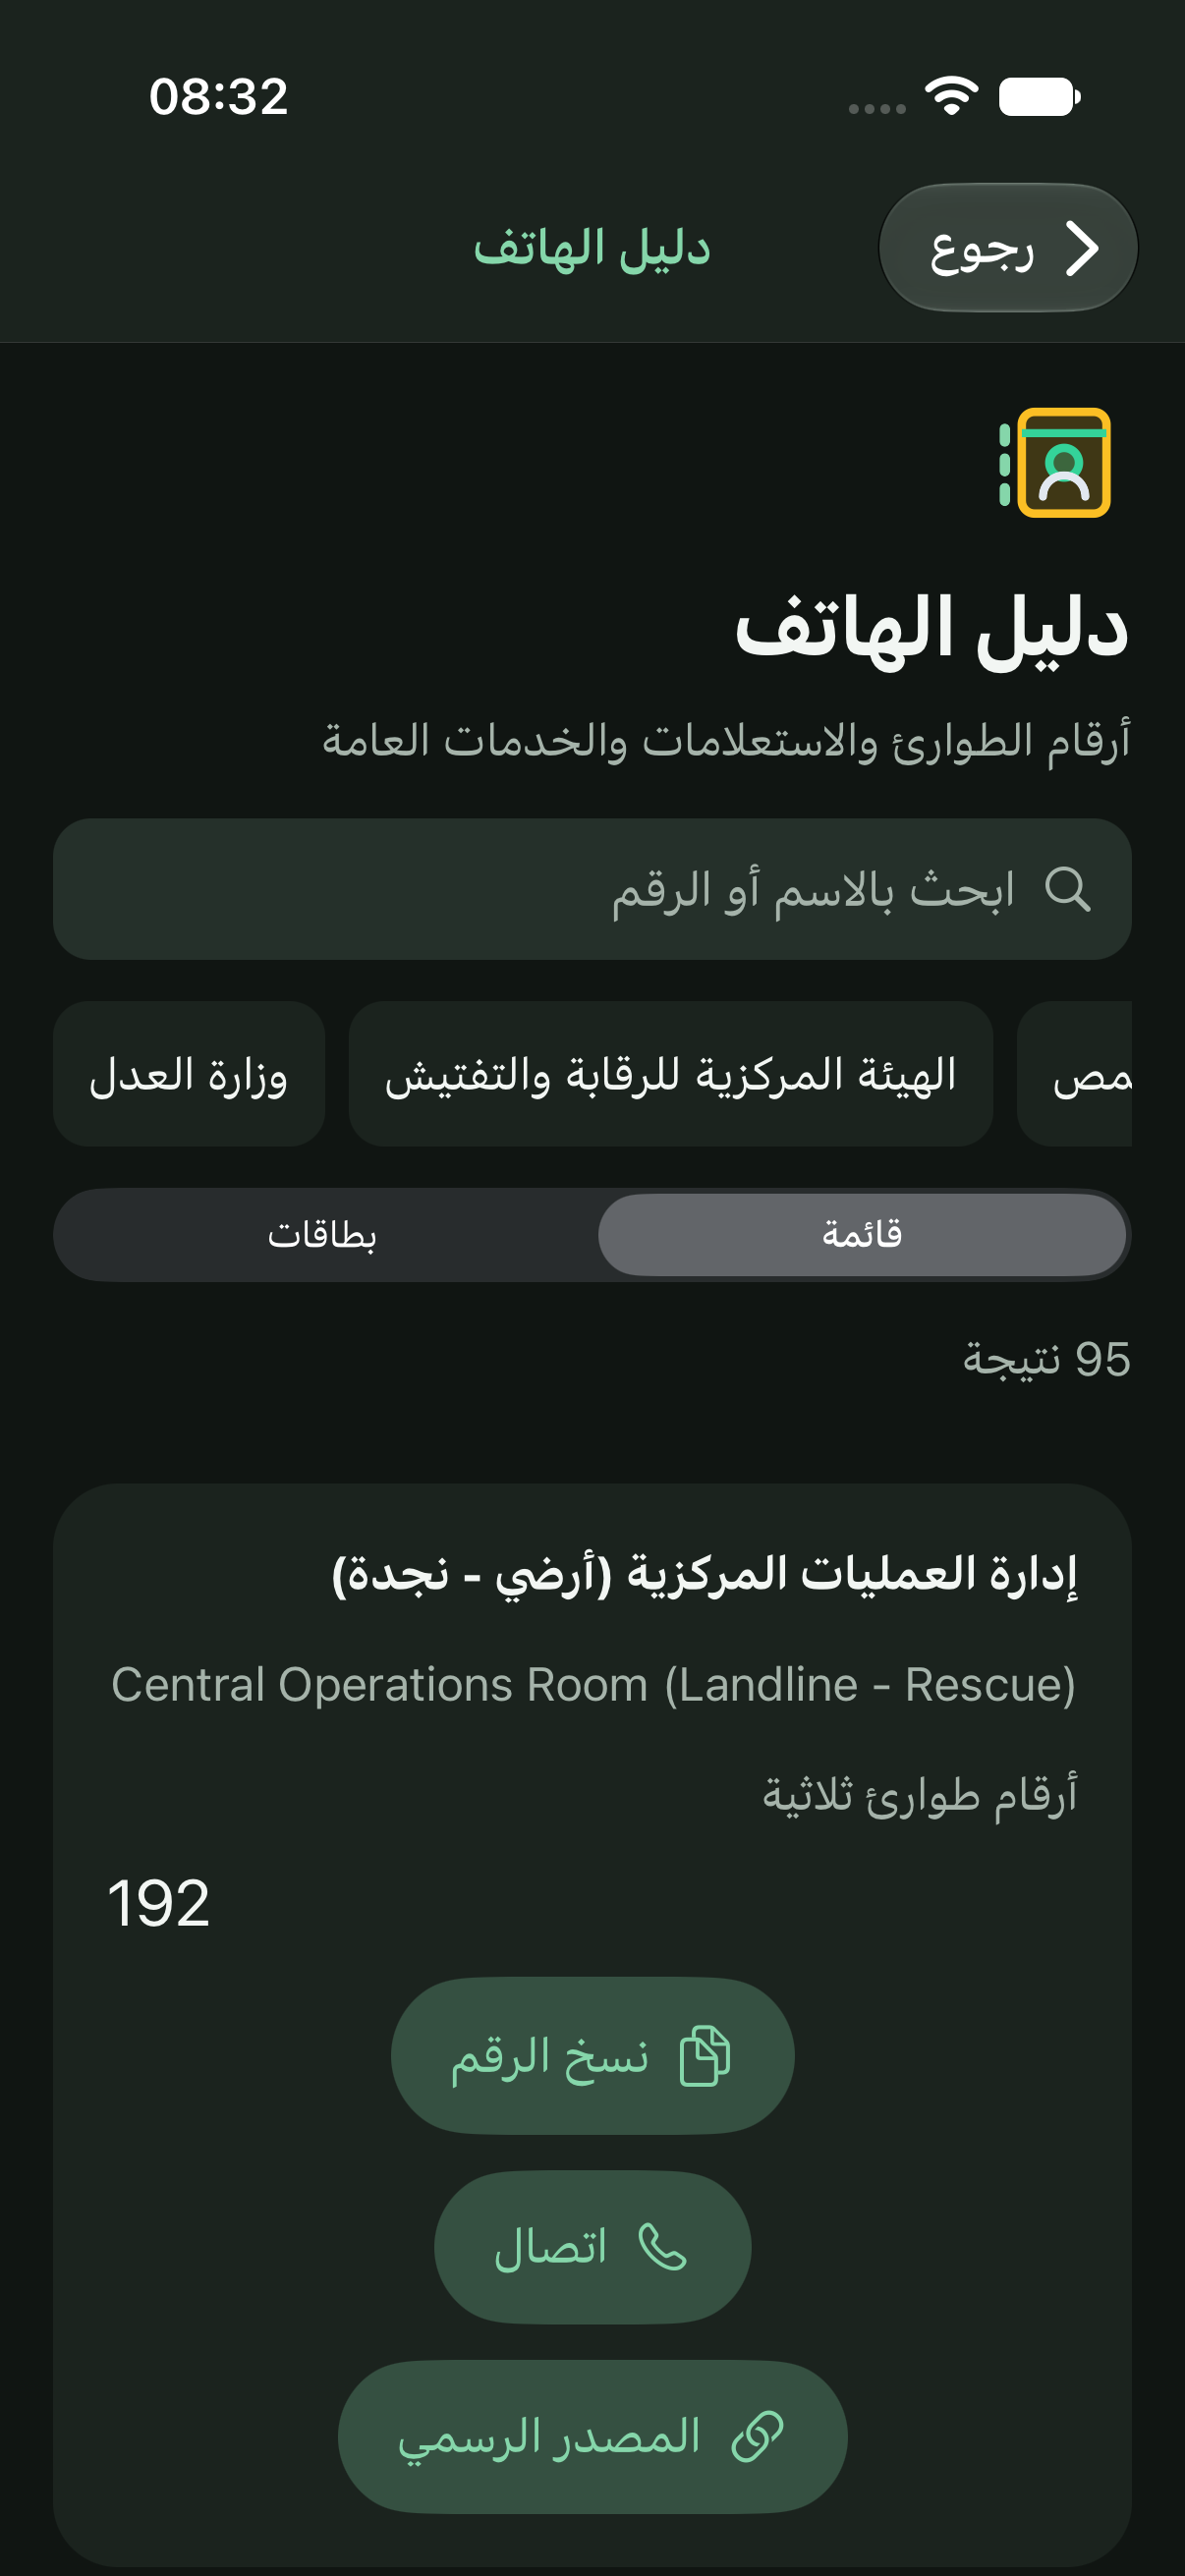 08:32
رجوع
دليل الهاتف
دليل الهاتف
أرقام الطوارئ والاستعلامات والخدمات العامة
ابحث بالاسم أو الرقم
الهيئة المركزية للرقابة والتفتيش
وزارة العدل
قائمة
بطاقات
95 نتيجة
إدارة العمليات المركزية (أرضي - نجدة)
Central Operations Room (Landline - Rescue)
أرقام طوارئ ثلاثية
192
نسخ الرقم
اتصال
المصدر الرسمي